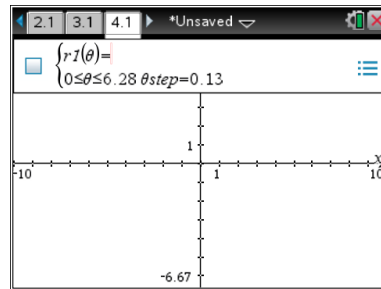 2.1 3.1 4.1 *Unsaved
r1(θ)=
0≤θ≤6.28 θstep=0.13
1
x
-10 1 10
-6.67